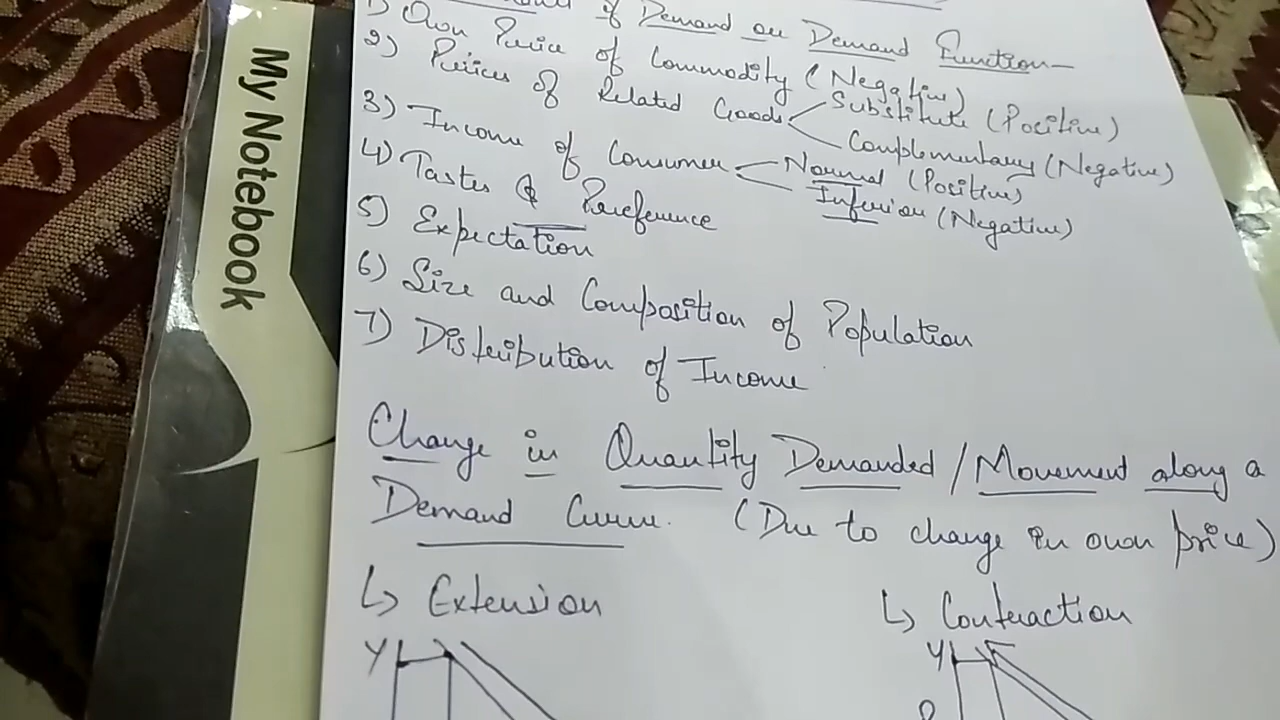 of Demand or Demand Function
1) Own Price of Commodity (Negative)
2) Prices of Related Goods Substitute (Positive)
Complementary (Negative)
3) Income of Consumer Normal (Positive)
Inferior (Negative)
4) Tastes & Preference
5) Expectation
6) Size and Composition of Population
7) Distribution of Income
Change in Quantity Demanded / Movement along a
Demand Curve. (Due to change in own price)
↳ Extension ↳ Contraction
Y Y
My Notebook